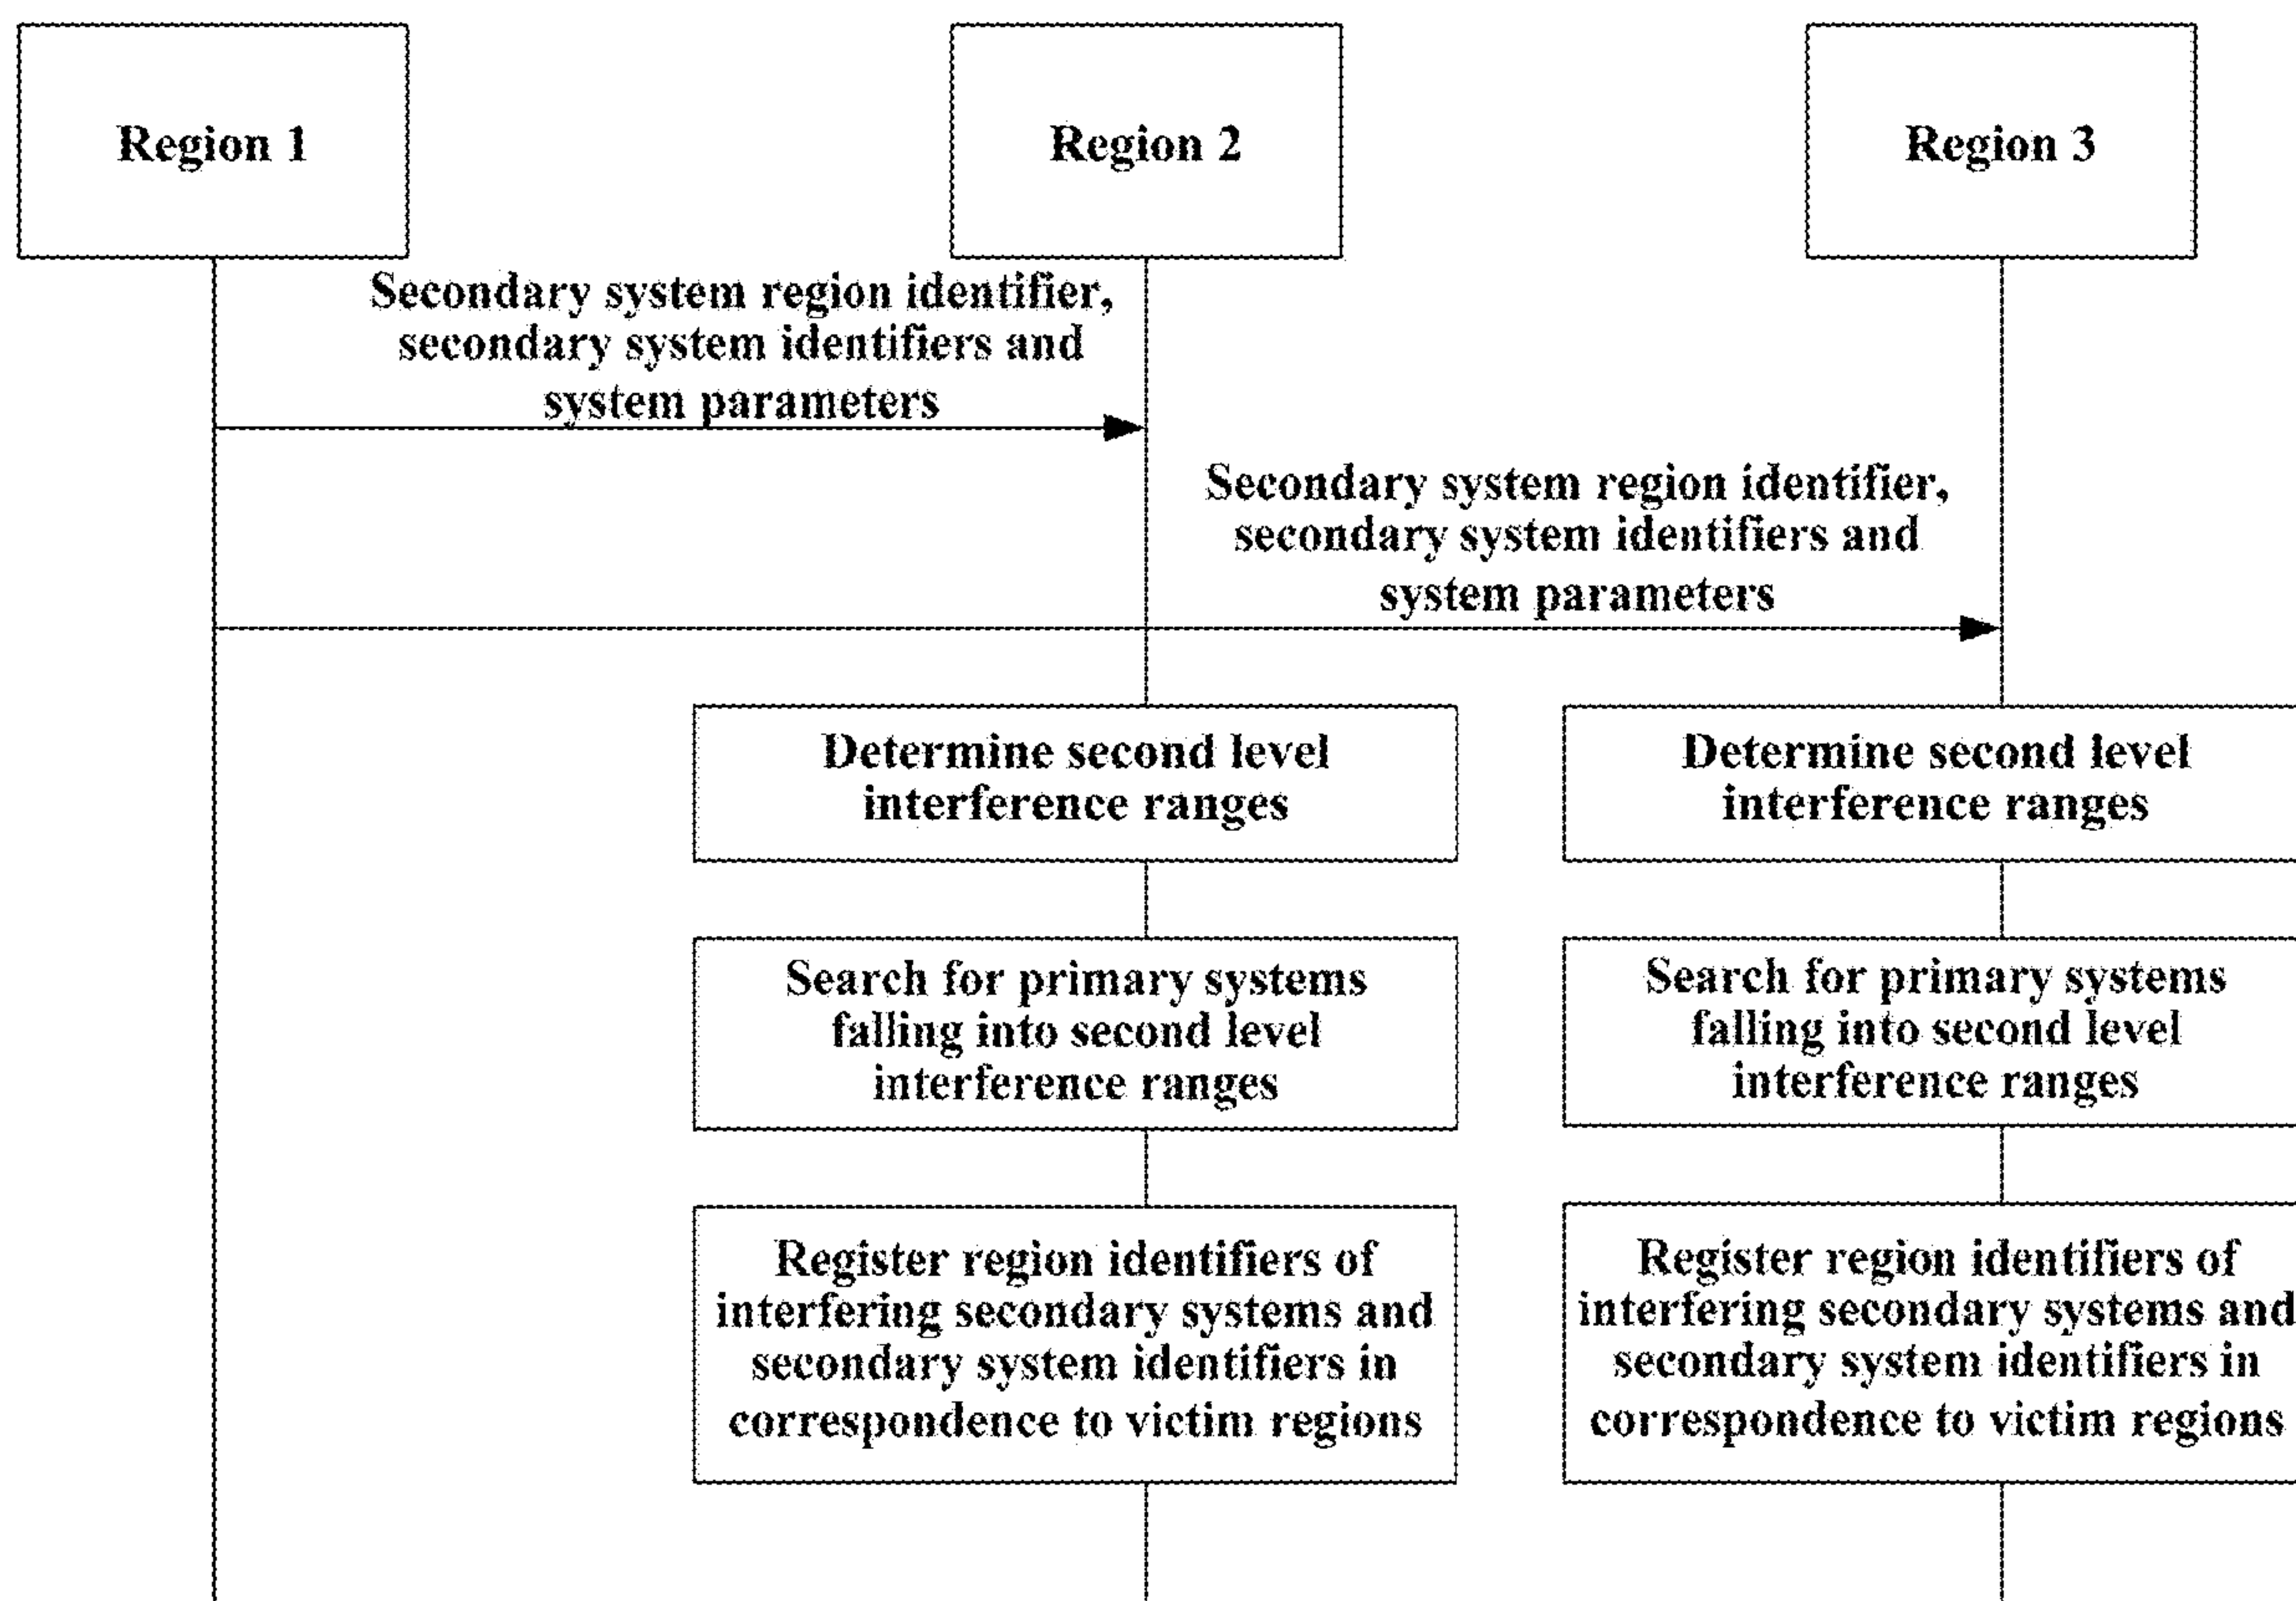 Region 1
Region 2
Region 3
Secondary system region identifier,
secondary system identifiers and
system parameters
Secondary system region identifier,
secondary system identifiers and
system parameters
Determine second level
interference ranges
Determine second level
interference ranges
Search for primary systems
falling into second level
interference ranges
Search for primary systems
falling into second level
interference ranges
Register region identifiers of
interfering secondary systems and
secondary system identifiers in
correspondence to victim regions
Register region identifiers of
interfering secondary systems and
secondary system identifiers in
correspondence to victim regions